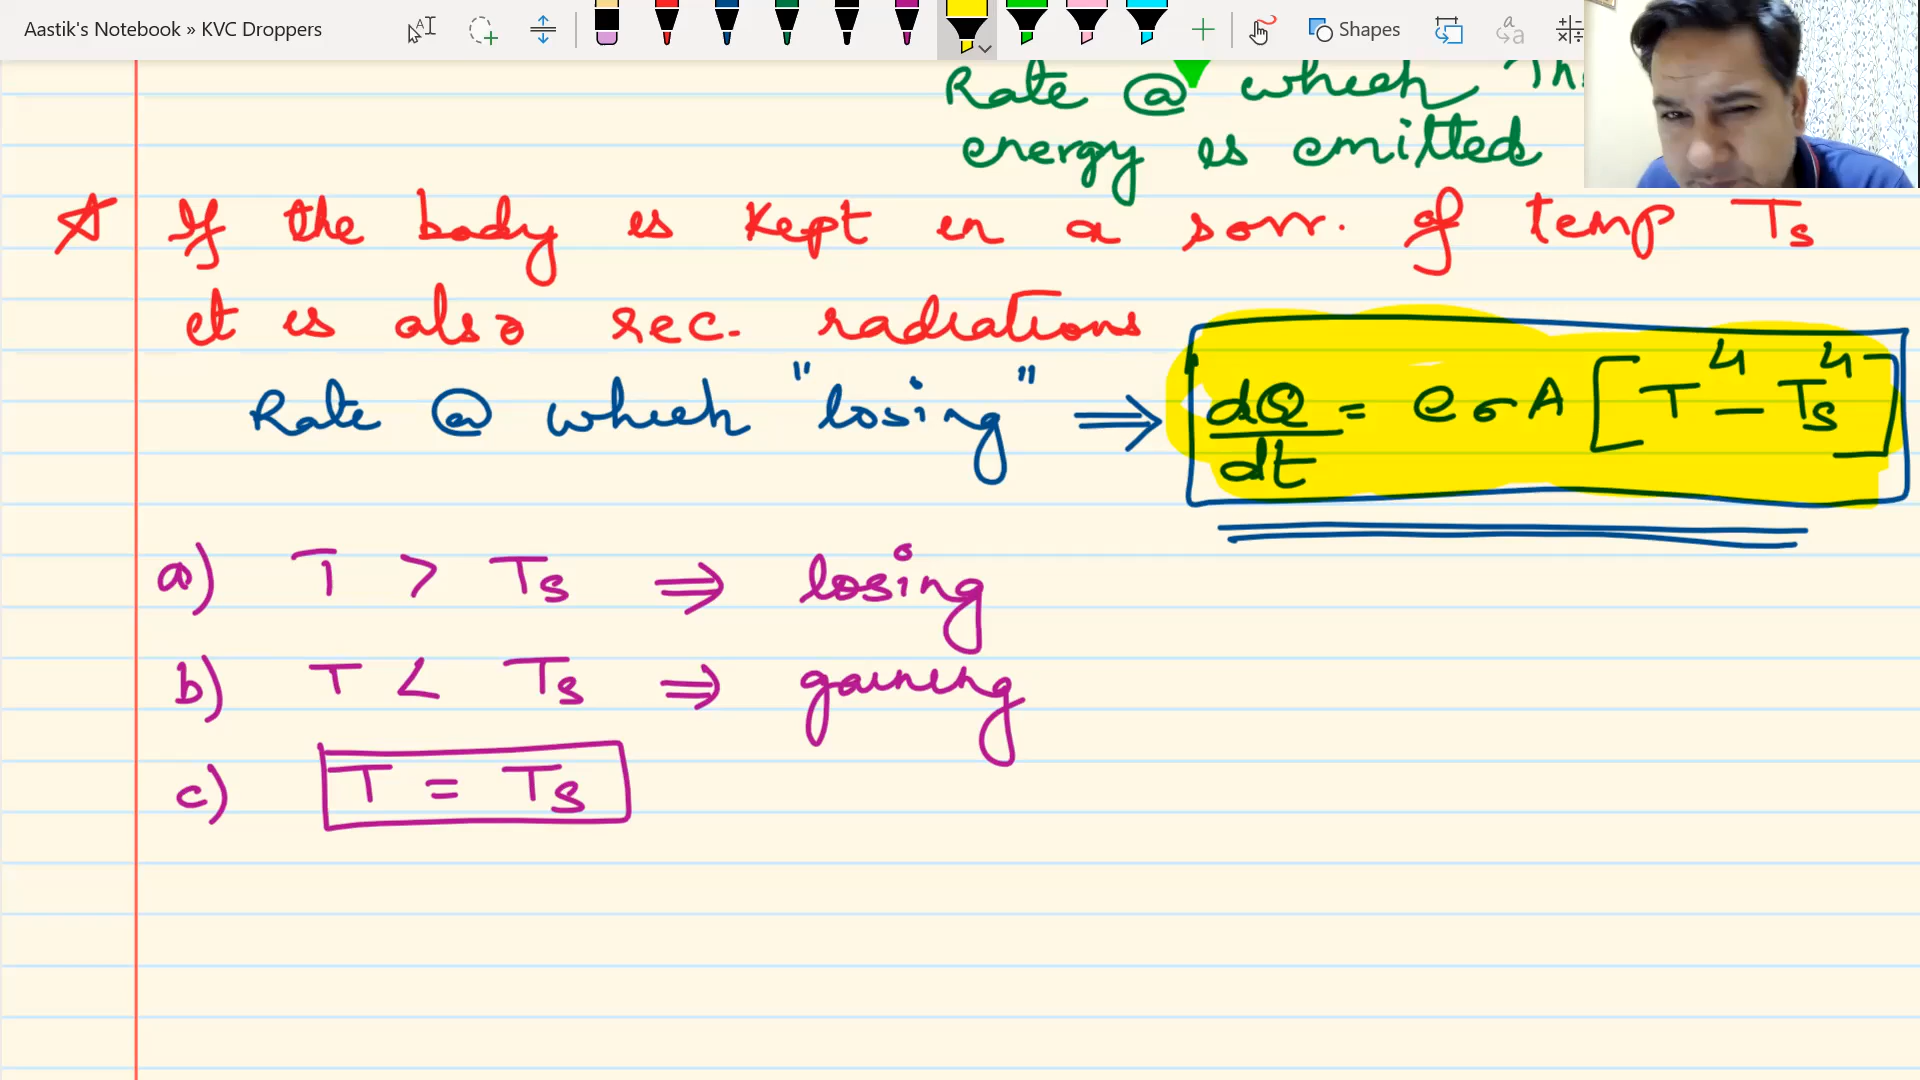 Aastik's Notebook » KVC Droppers
Shapes
Rate @ which
energy is emitted
If the body is kept in a sorr. of temp Ts
it is also rec. radiations
Rate @ which "losing" ⇒ dQ/dt = eσA [T⁴ - Ts⁴]
a) T > Ts ⇒ losing
b) T < Ts ⇒ gaining
c) T = Ts